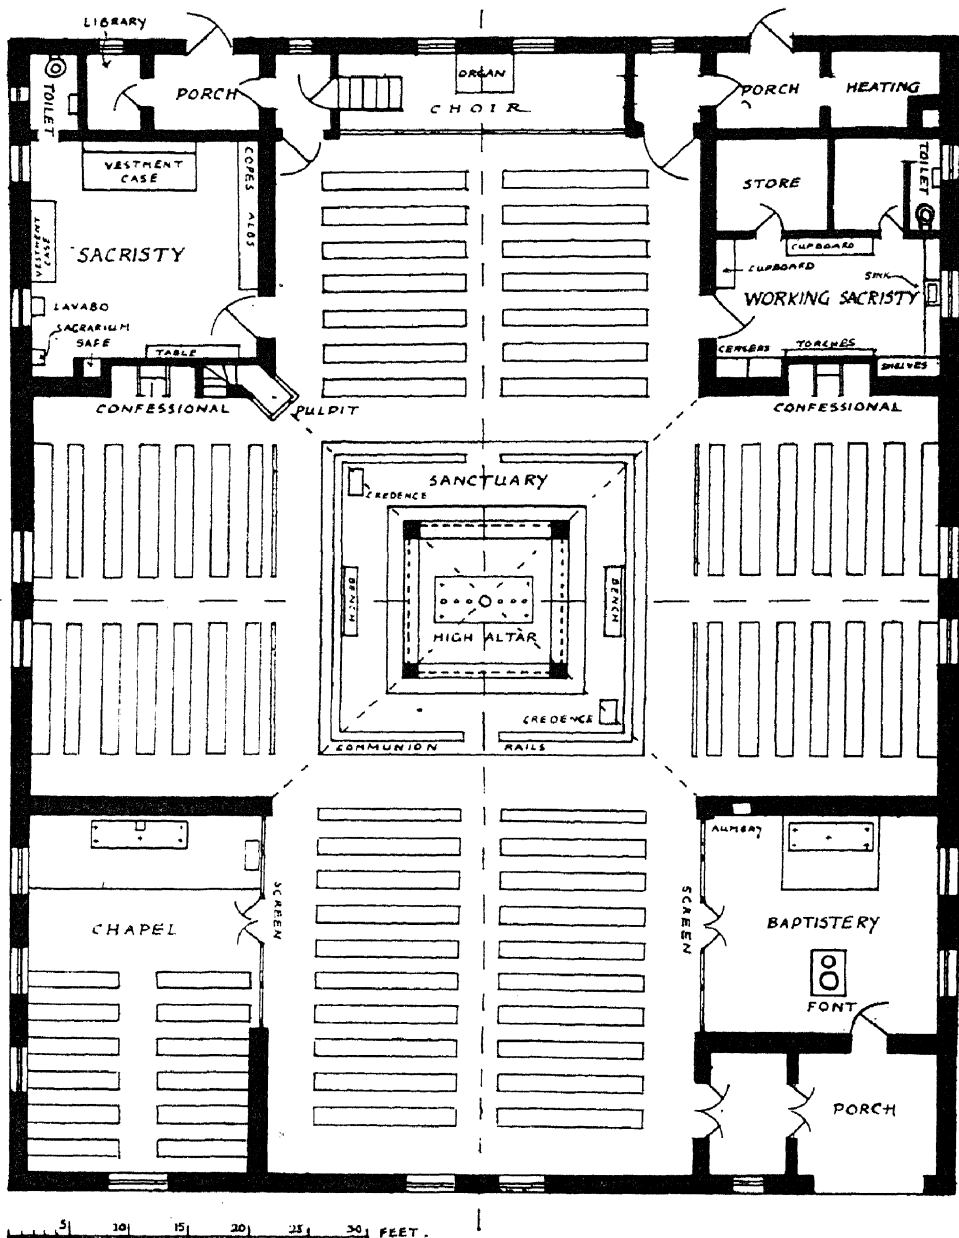 LIBRARY
TOILET
PORCH
ORGAN
CHOIR
PORCH
HEATING
VESTMENT
CASE
COPES ALBS
STORE
TOILET
VESTMENT
CASE
SACRISTY
CUPBOARD
CUPBOARD
SINK
WORKING SACRISTY
LAVABO
SACRARIUM
SAFE
TABLE
CENSERS
TORCHES
SHELVES
CONFESSIONAL
PULPIT
CONFESSIONAL
SANCTUARY
CREDENCE
BENCH
BENCH
HIGH ALTAR
CREDENCE
COMMUNION RAILS
AUMBRY
SCREEN
SCREEN
CHAPEL
BAPTISTERY
FONT
PORCH
5 10 15 20 25 30 FEET.